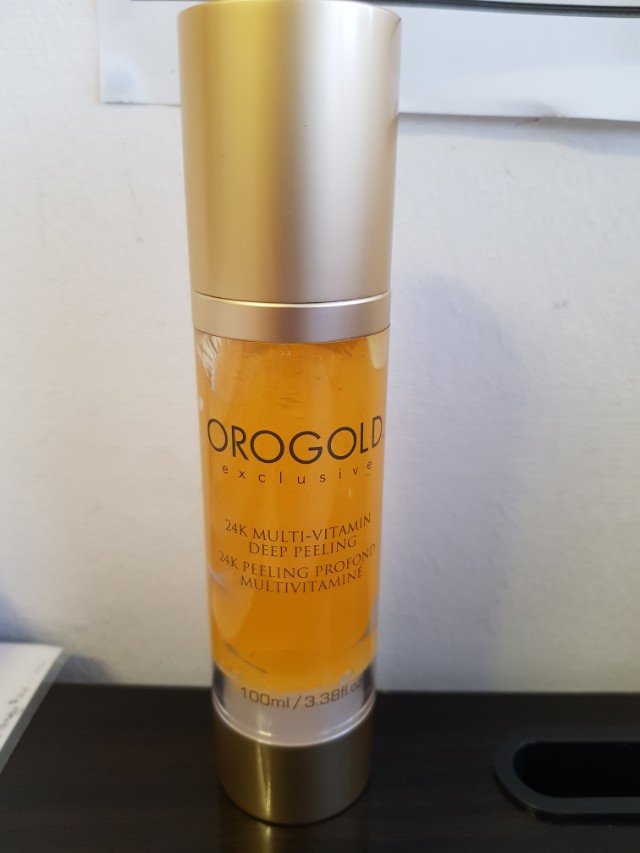 OROGOLD
exclusive
24K MULTI-VITAMIN
DEEP PEELING
24K PEELING PROFOND
MULTIVITAMINE
100ml / 3.38fl.oz